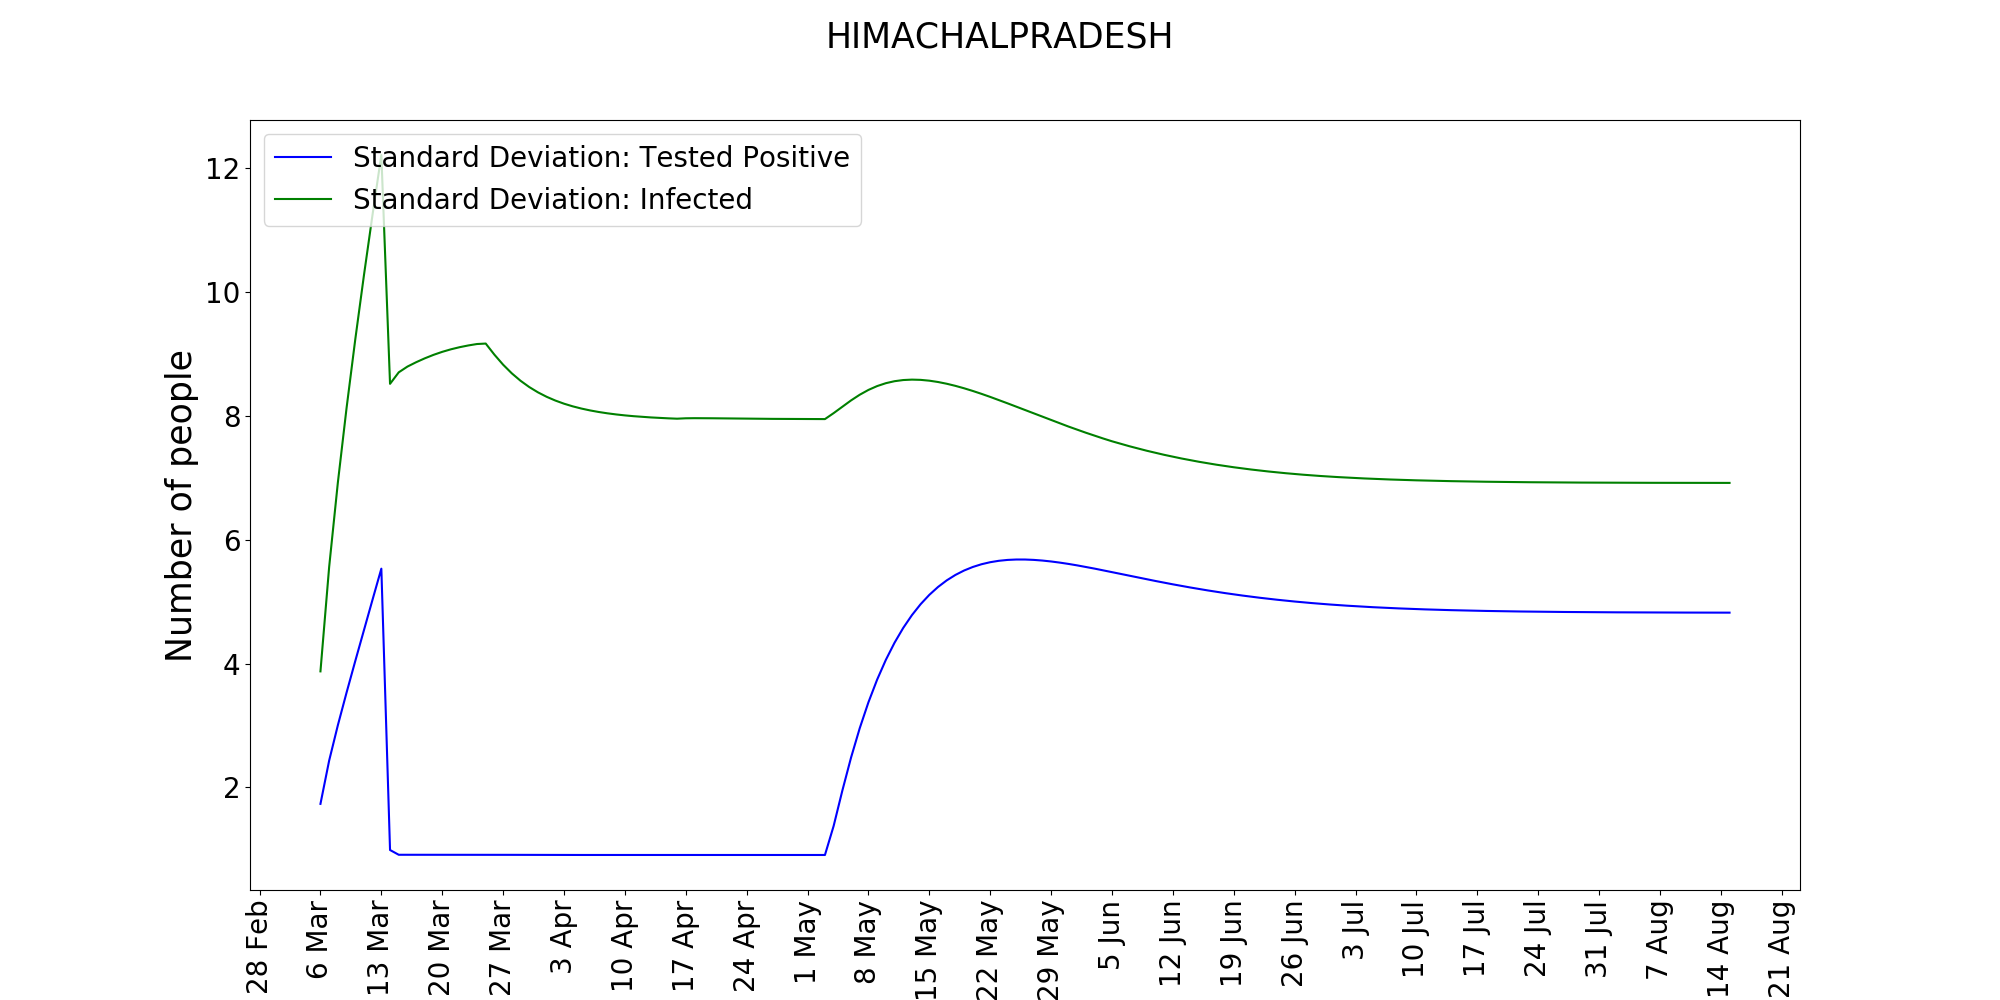 HIMACHALPRADESH
Standard Deviation: Tested Positive
Standard Deviation: Infected
Number of people
12
10
8
6
4
2
28 Feb
6 Mar
13 Mar
20 Mar
27 Mar
3 Apr
10 Apr
17 Apr
24 Apr
1 May
8 May
15 May
22 May
29 May
5 Jun
12 Jun
19 Jun
26 Jun
3 Jul
10 Jul
17 Jul
24 Jul
31 Jul
7 Aug
14 Aug
21 Aug